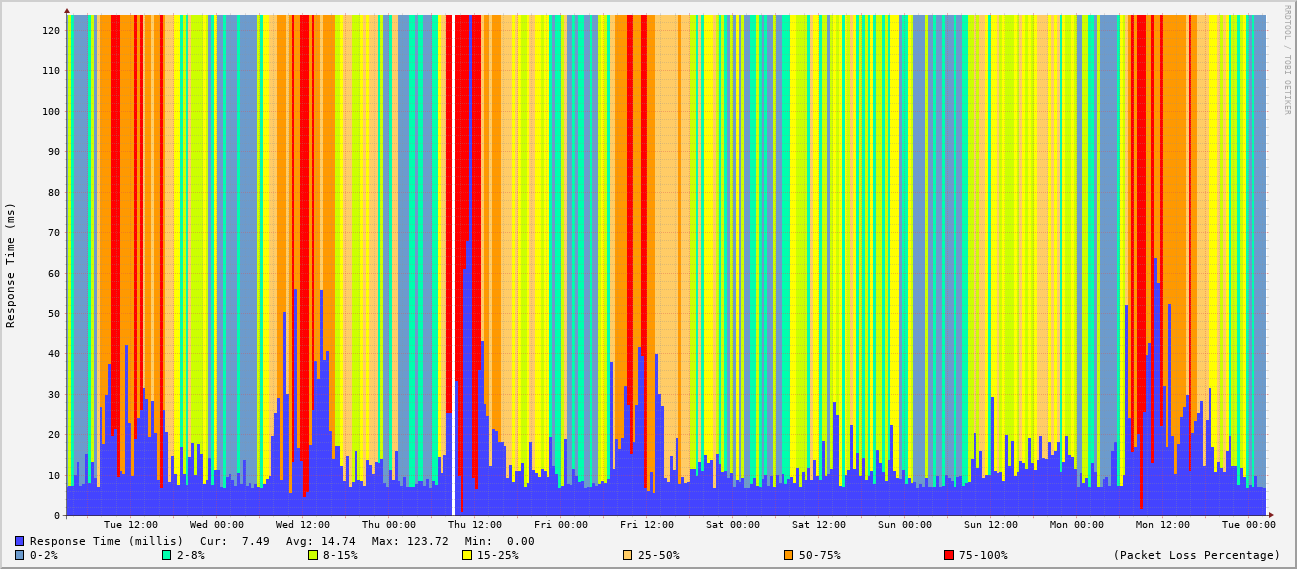 RRDTOOL / TOBI OETIKER
Response Time (ms)
120
110
100
90
80
70
60
50
40
30
20
10
0
Tue 12:00 Wed 00:00 Wed 12:00 Thu 00:00 Thu 12:00 Fri 00:00 Fri 12:00 Sat 00:00 Sat 12:00 Sun 00:00 Sun 12:00 Mon 00:00 Mon 12:00 Tue 00:00
Response Time (millis) Cur: 7.49 Avg: 14.74 Max: 123.72 Min: 0.00
0-2% 2-8% 8-15% 15-25% 25-50% 50-75% 75-100% (Packet Loss Percentage)